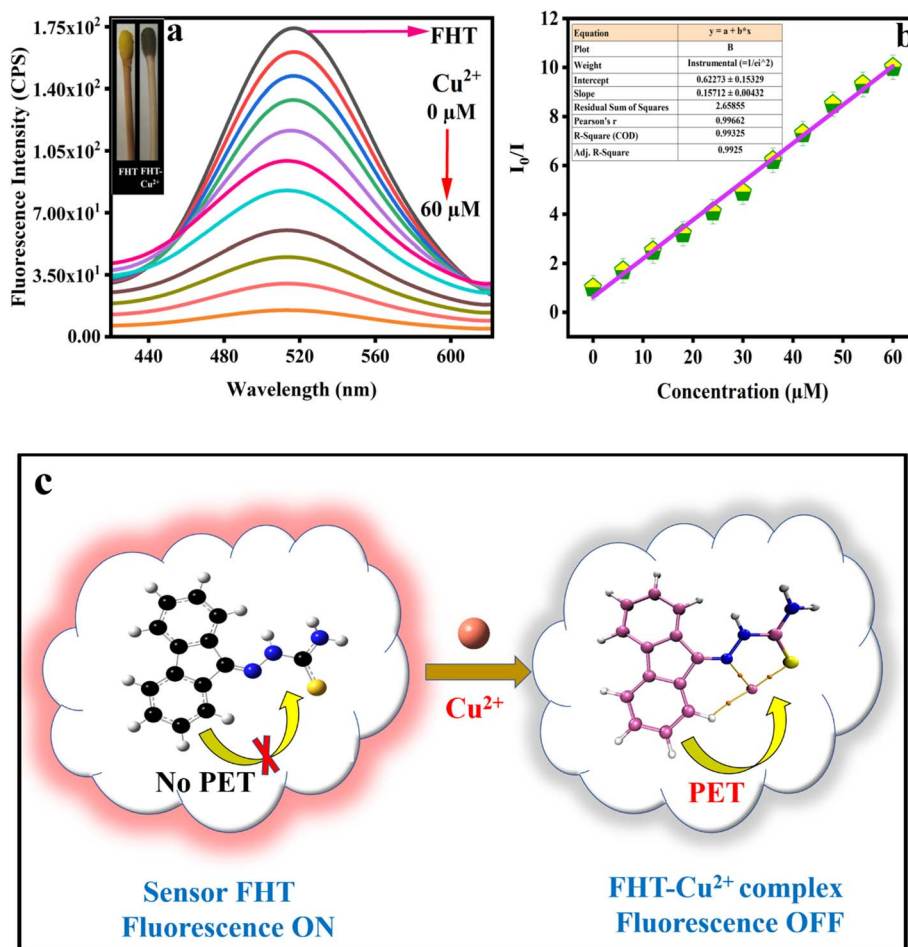 a
1.75x10²
1.40x10²
1.05x10²
7.00x10¹
3.50x10¹
0.00
Fluorescence Intensity (CPS)
440 480 520 560 600
Wavelength (nm)
FHT
Cu²⁺
0 μM
60 μM
FHT FHT-
Cu²⁺
b
Equation y = a + b*x
Plot B
Weight Instrumental (=1/ei^2)
Intercept 0.62273 ± 0.15329
Slope 0.15712 ± 0.00432
Residual Sum of Squares 2.65855
Pearson's r 0.99662
R-Square (COD) 0.99325
Adj. R-Square 0.9925
12
10
8
6
4
2
0
I₀/I
0 10 20 30 40 50 60
Concentration (μM)
c
No PET
Cu²⁺
PET
Sensor FHT
Fluorescence ON
FHT-Cu²⁺ complex
Fluorescence OFF